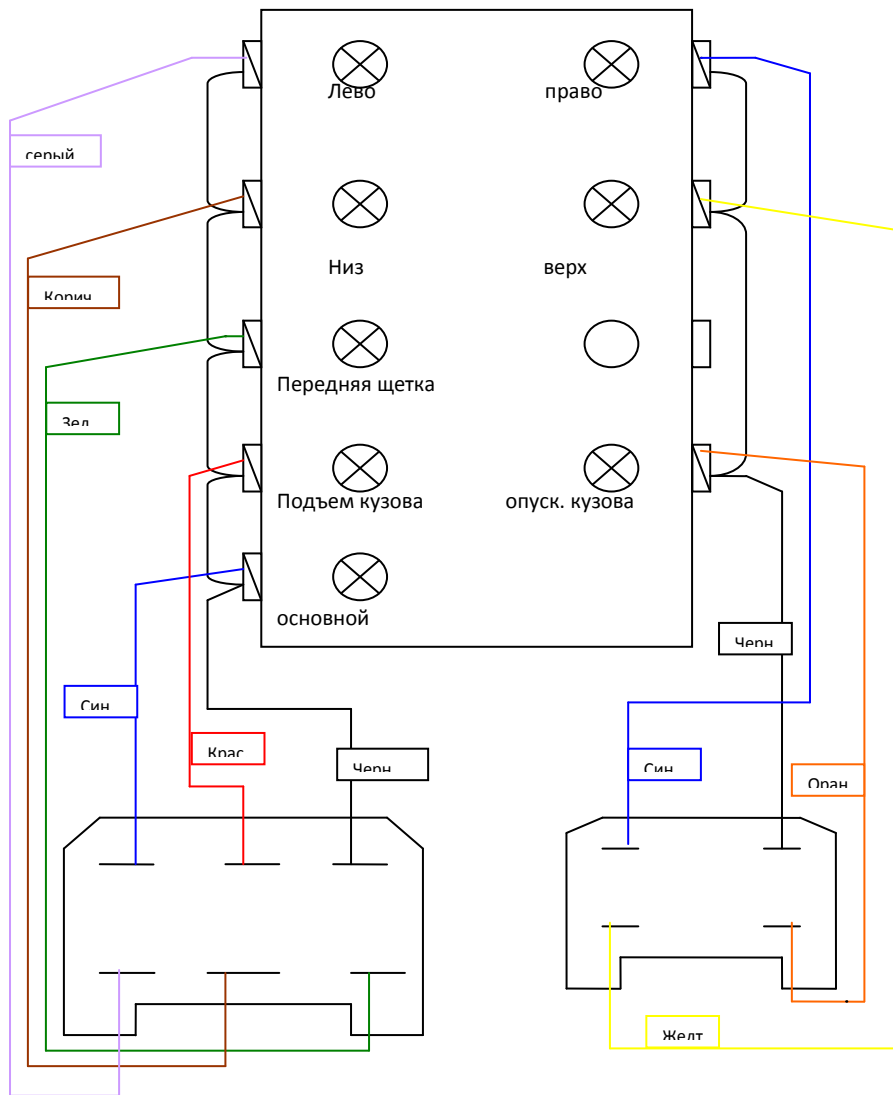 Лево право
серый
Низ верх
Корич
Передняя щетка
Зел
Подъем кузова опуск. кузова
основной
Черн
Син
Крас
Черн
Син
Оран
Желт